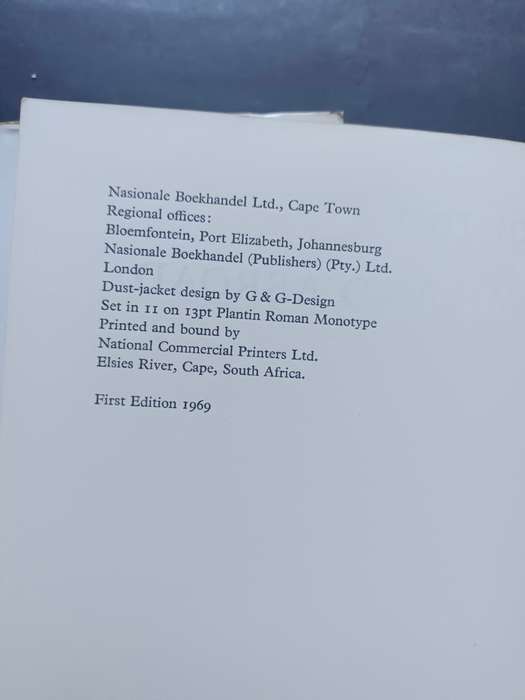 Nasionale Boekhandel Ltd., Cape Town
Regional offices:
Bloemfontein, Port Elizabeth, Johannesburg
Nasionale Boekhandel (Publishers) (Pty.) Ltd.
London
Dust-jacket design by G & G-Design
Set in 11 on 13pt Plantin Roman Monotype
Printed and bound by
National Commercial Printers Ltd.
Elsies River, Cape, South Africa.
First Edition 1969